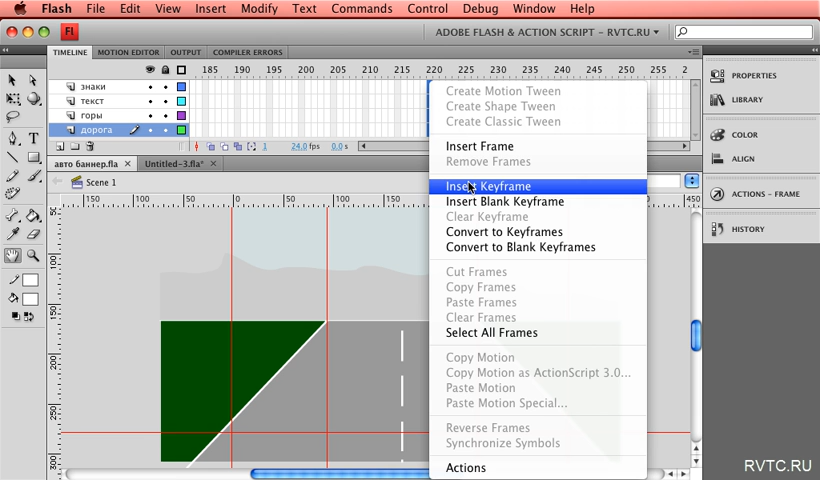 Flash File Edit View Insert Modify Text Commands Control Debug Window Help
ADOBE FLASH & ACTION SCRIPT – RVTC.RU
TIMELINE MOTION EDITOR OUTPUT COMPILER ERRORS
185 190 195 200 205 210 215 220 225 230 235 240 245 250 255 2
знаки
текст
горы
дорога
1 24.0 fps 0.0 s
авто баннер.fla Untitled-3.fla*
Scene 1
Create Motion Tween
Create Shape Tween
Create Classic Tween
Insert Frame
Remove Frames
Insert Keyframe
Insert Blank Keyframe
Clear Keyframe
Convert to Keyframes
Convert to Blank Keyframes
Cut Frames
Copy Frames
Paste Frames
Clear Frames
Select All Frames
Copy Motion
Copy Motion as ActionScript 3.0...
Paste Motion
Paste Motion Special...
Reverse Frames
Synchronize Symbols
Actions
PROPERTIES
LIBRARY
COLOR
ALIGN
ACTIONS – FRAME
HISTORY
RVTC.RU